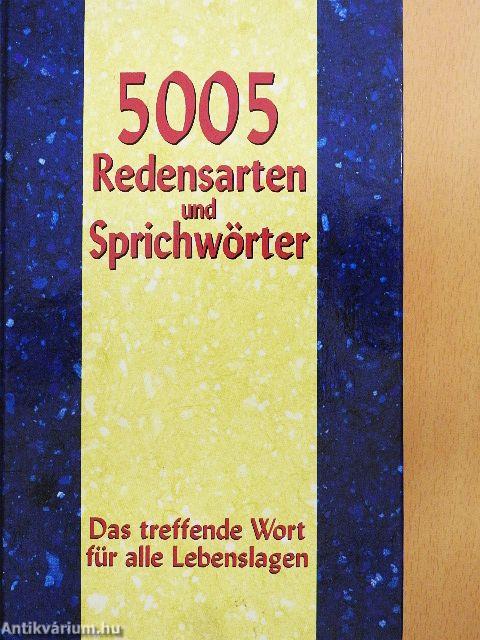 5005
Redensarten
und
Sprichwörter
Das treffende Wort
für alle Lebenslagen
Antikvárium.hu